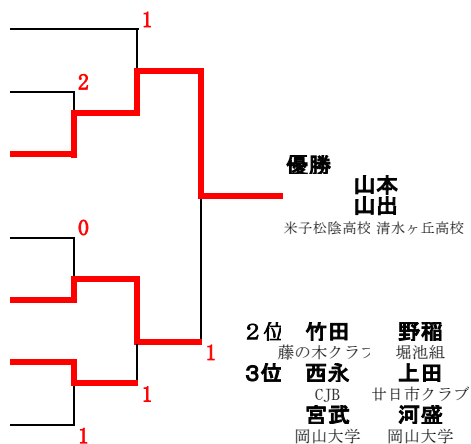 1
2
優勝
山本
山出
米子松陰高校 清水ヶ丘高校
0
2位 竹田 野稲
1
藤の木クラブ 堀池組
3位 西永 上田
1
CJB 廿日市クラブ
宮武 河盛
1
岡山大学 岡山大学